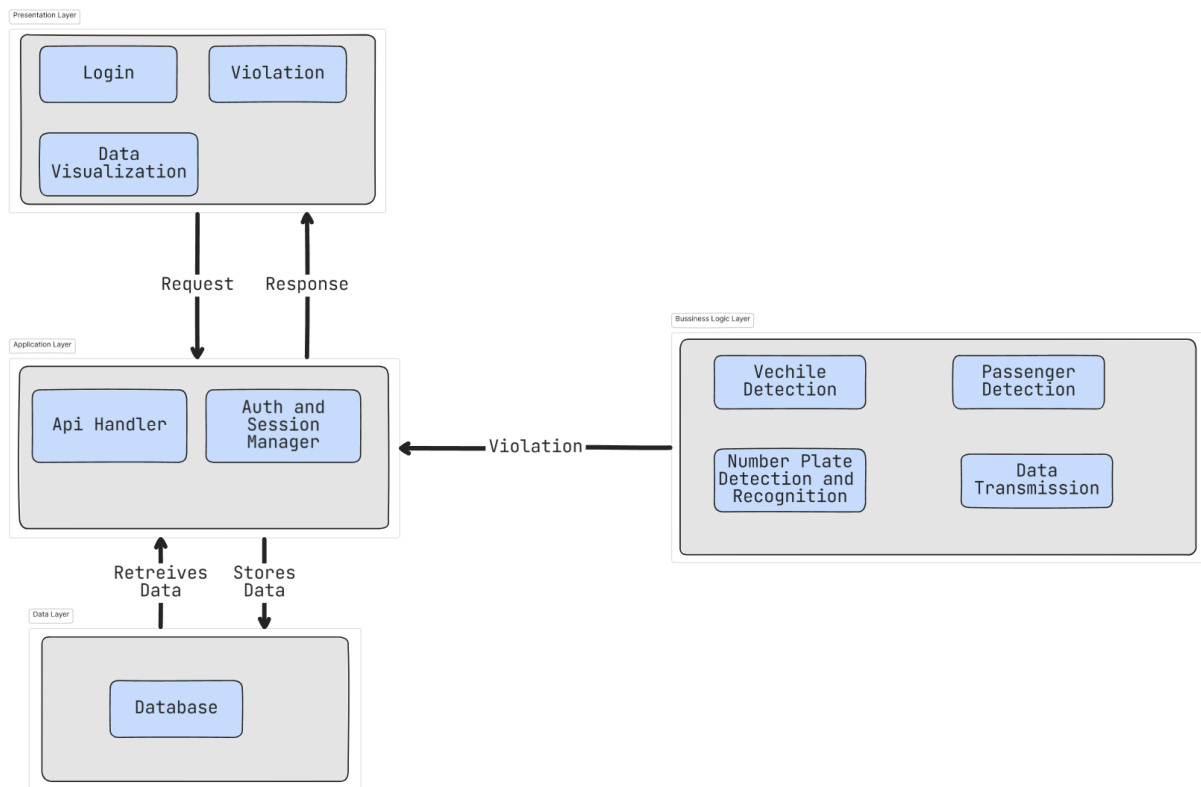 Presentation Layer
Login
Violation
Data
Visualization
Request
Response
Application Layer
Api Handler
Auth and
Session
Manager
Violation
Bussiness Logic Layer
Vechile
Detection
Passenger
Detection
Number Plate
Detection and
Recognition
Data
Transmission
Retreives
Data
Stores
Data
Data Layer
Database